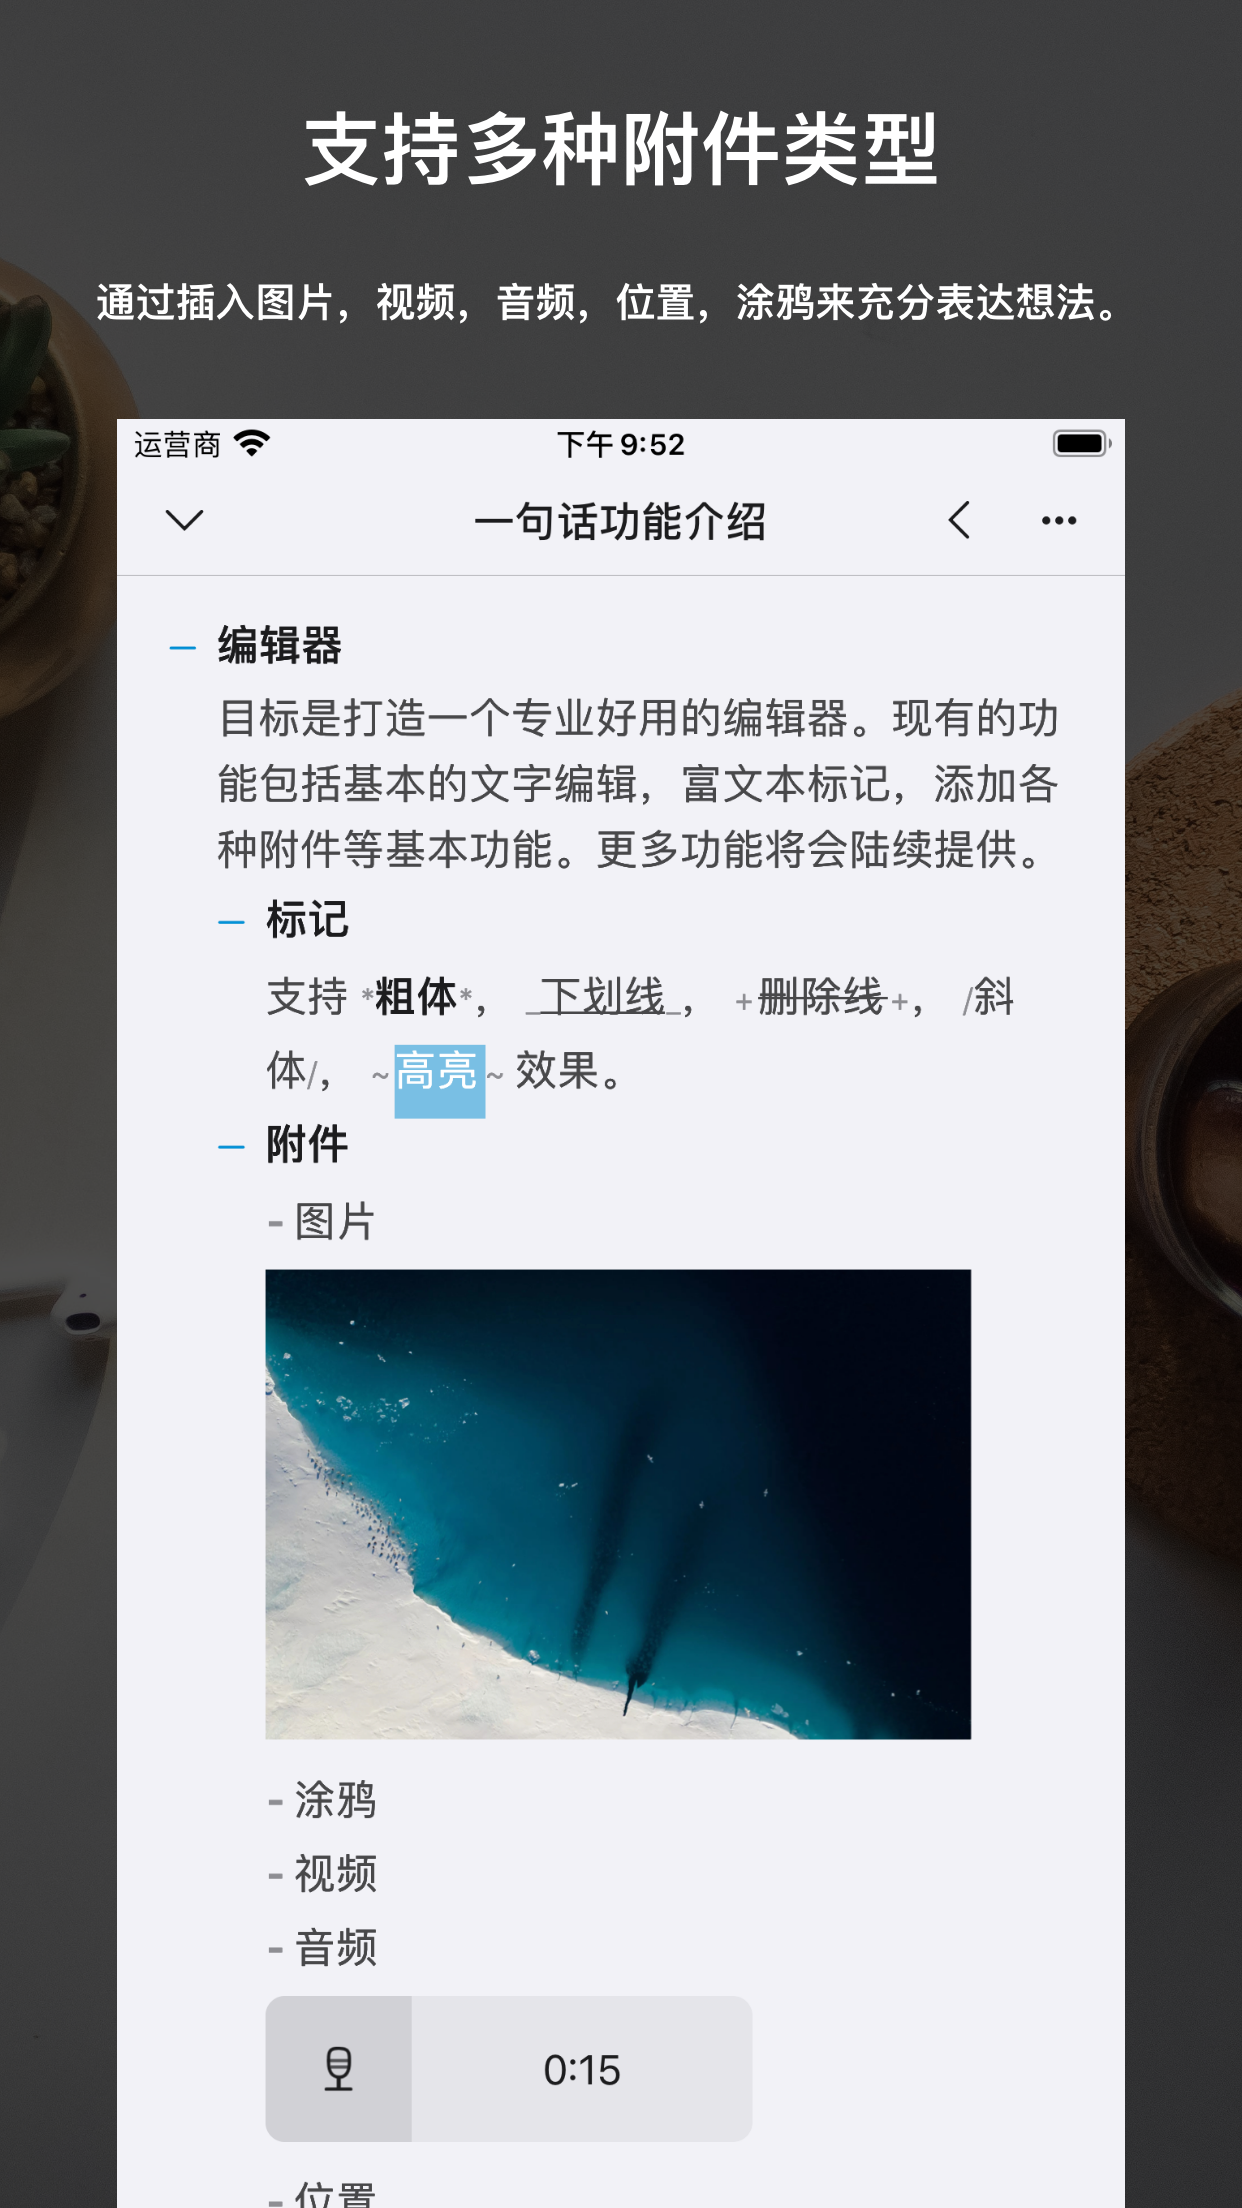 支持多种附件类型
通过插入图片，视频，音频，位置，涂鸦来充分表达想法。
运营商 下午 9:52
一句话功能介绍
编辑器
目标是打造一个专业好用的编辑器。现有的功
能包括基本的文字编辑，富文本标记，添加各
种附件等基本功能。更多功能将会陆续提供。
标记
支持 *粗体*， _下划线_， +删除线+， /斜
体/， ~高亮~ 效果。
附件
- 图片
- 涂鸦
- 视频
- 音频
0:15
- 位置